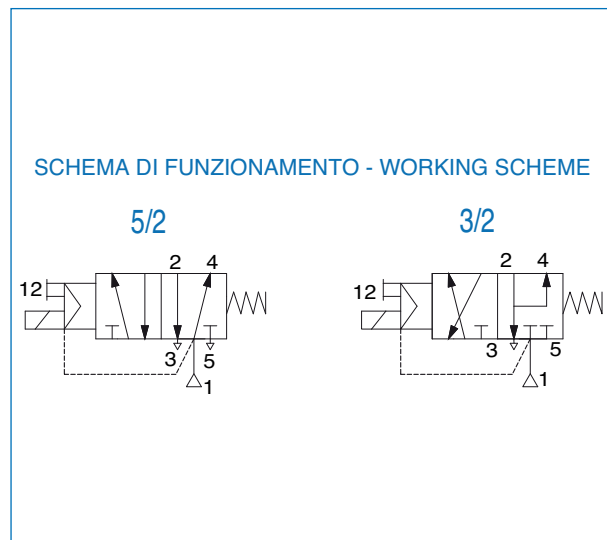 SCHEMA DI FUNZIONAMENTO - WORKING SCHEME
5/2 3/2
2 4 2 4
12 12
3 5 3 5
1 1